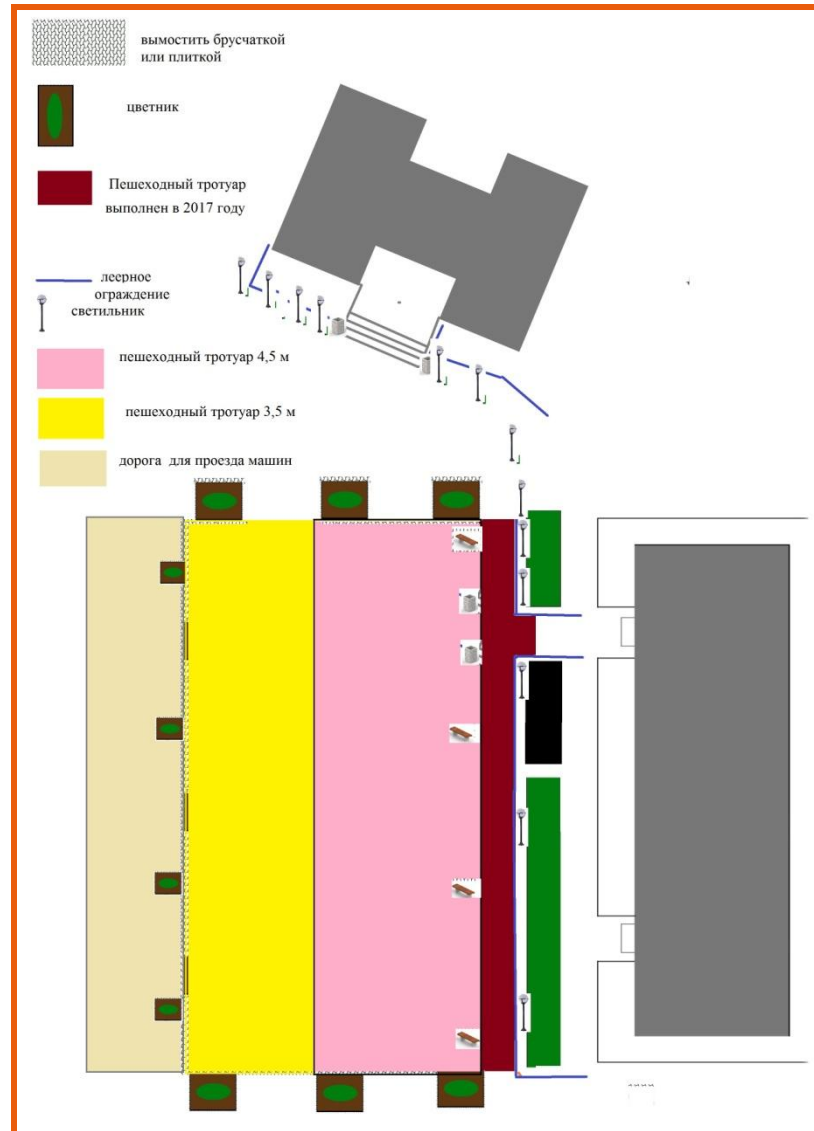 вымостить брусчаткой
или плиткой
цветник
Пешеходный тротуар
выполнен в 2017 году
леерное
ограждение
светильник
пешеходный тротуар 4,5 м
пешеходный тротуар 3,5 м
дорога для проезда машин